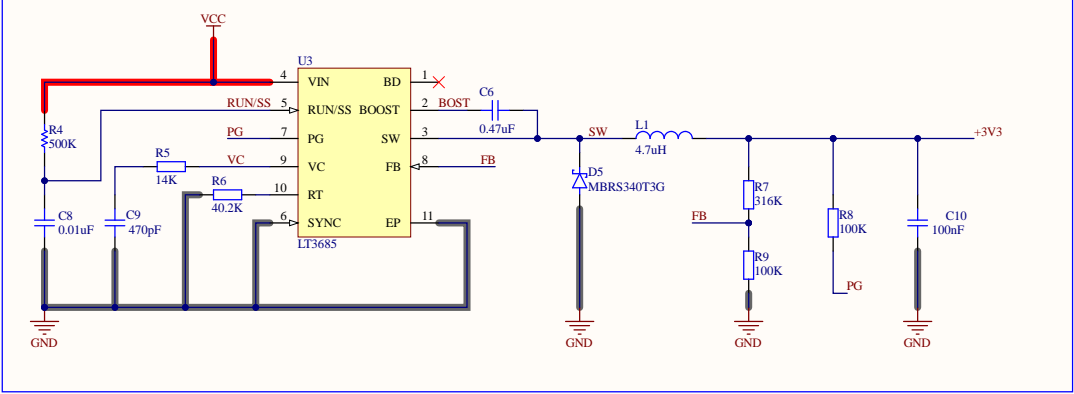 VCC
U3
4 VIN BD 1
RUN/SS 5 RUN/SS BOOST 2 BOST
C6
0.47uF
PG 7 PG SW 3
SW
L1
4.7uH
+3V3
R4
500K
R5
14K
VC 9 VC FB 8 FB
R6
40.2K
10 RT
6 SYNC EP 11
LT3685
C8
0.01uF
C9
470pF
D5
MBRS340T3G
R7
316K
FB
R9
100K
R8
100K
PG
C10
100nF
GND
GND
GND
GND